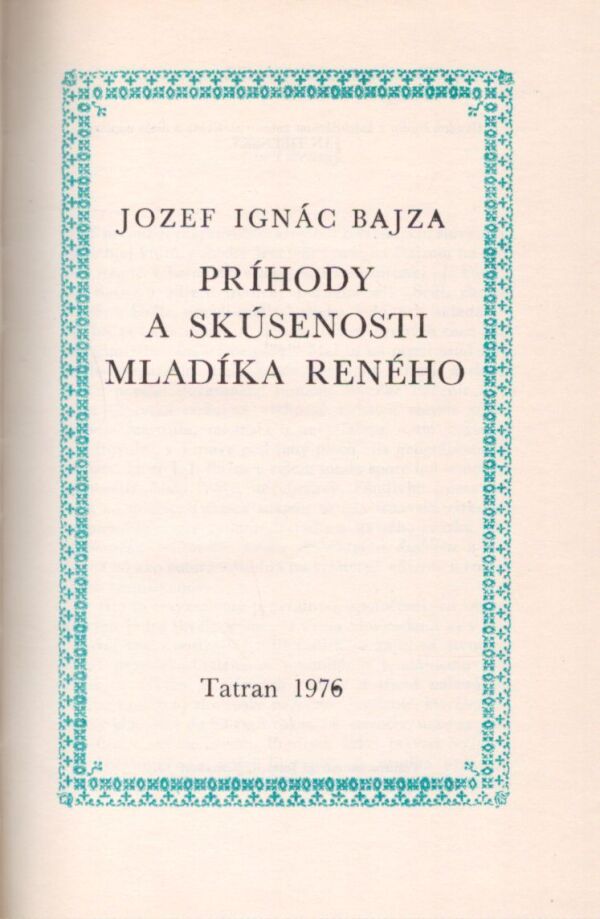 JOZEF IGNÁC BAJZA
PRÍHODY
A SKÚSENOSTI
MLADÍKA RENÉHO
Tatran 1976